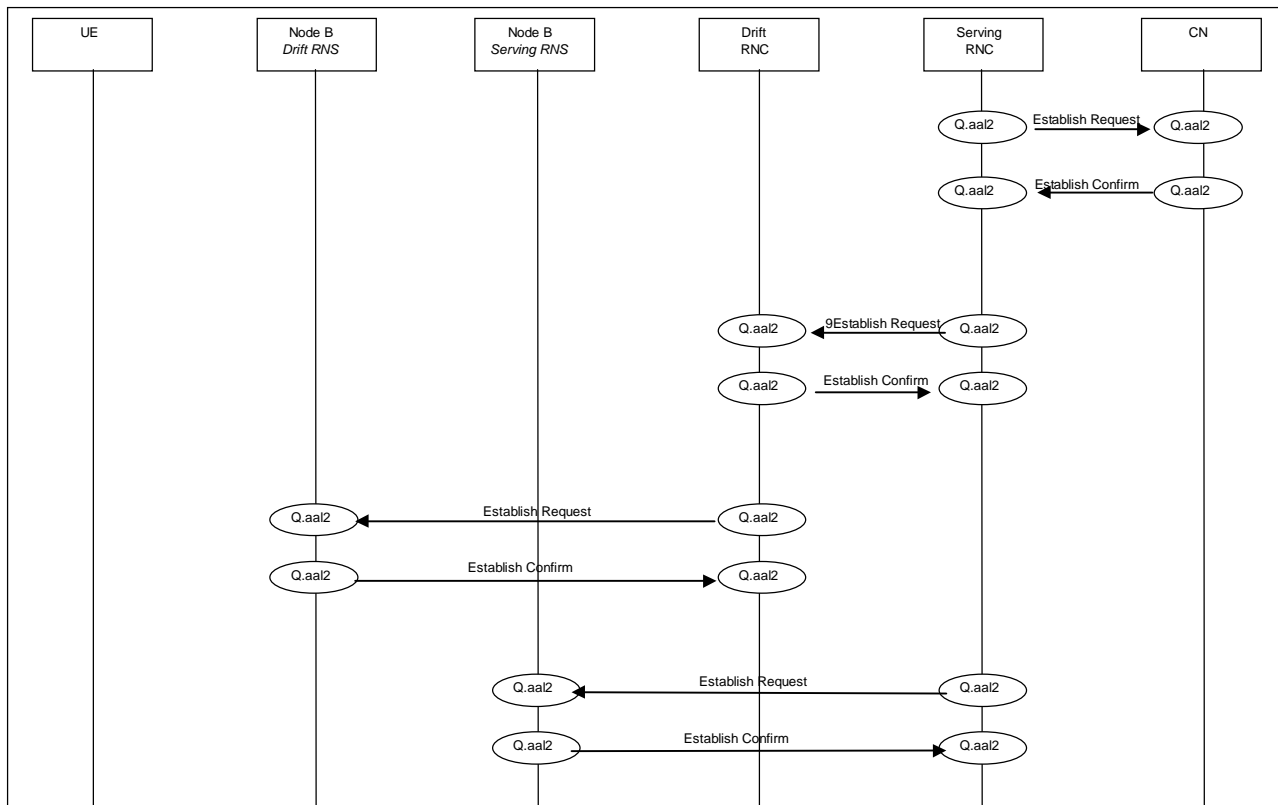 UE
Node B
Drift RNS
Node B
Serving RNS
Drift
RNC
Serving
RNC
CN
Q.aal2
Establish Request
Q.aal2
Q.aal2
Establish Confirm
Q.aal2
Q.aal2
9Establish Request
Q.aal2
Q.aal2
Establish Confirm
Q.aal2
Q.aal2
Establish Request
Q.aal2
Q.aal2
Establish Confirm
Q.aal2
Q.aal2
Establish Request
Q.aal2
Q.aal2
Establish Confirm
Q.aal2